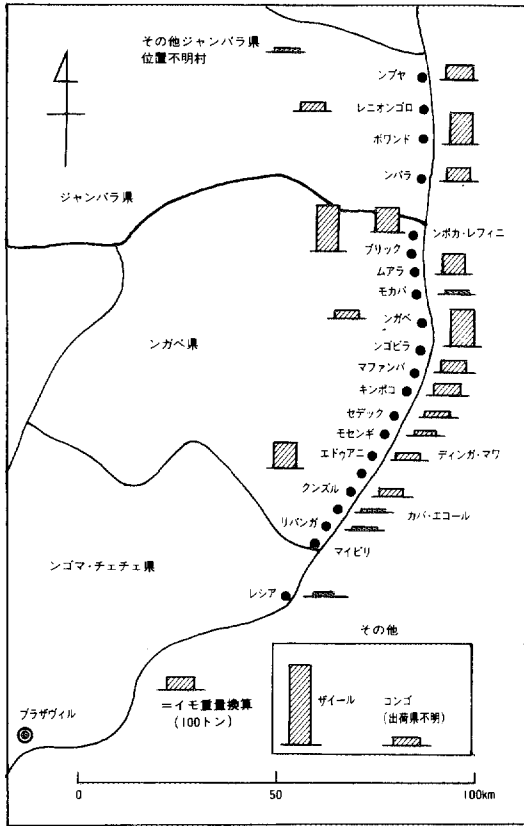 その他ジャンバラ県
位置不明村
ンブヤ
レニオンゴロ
ボワンド
ンバラ
ジャンバラ県
ンボカ・レフィニ
ブリック
ムアラ
モカバ
ンガベ
ンガベ県
ンゴビラ
マファンバ
キンポコ
セデック
モセンギ
エドゥアニ
ディンガ・マワ
クンズル
カバ・エコール
リバンガ
マイビリ
ンゴマ・チェチェ県
レシア
その他
ザイール
コンゴ
(出荷県不明)
=イモ重量換算
(100トン)
ブラザヴィル
0 50 100km